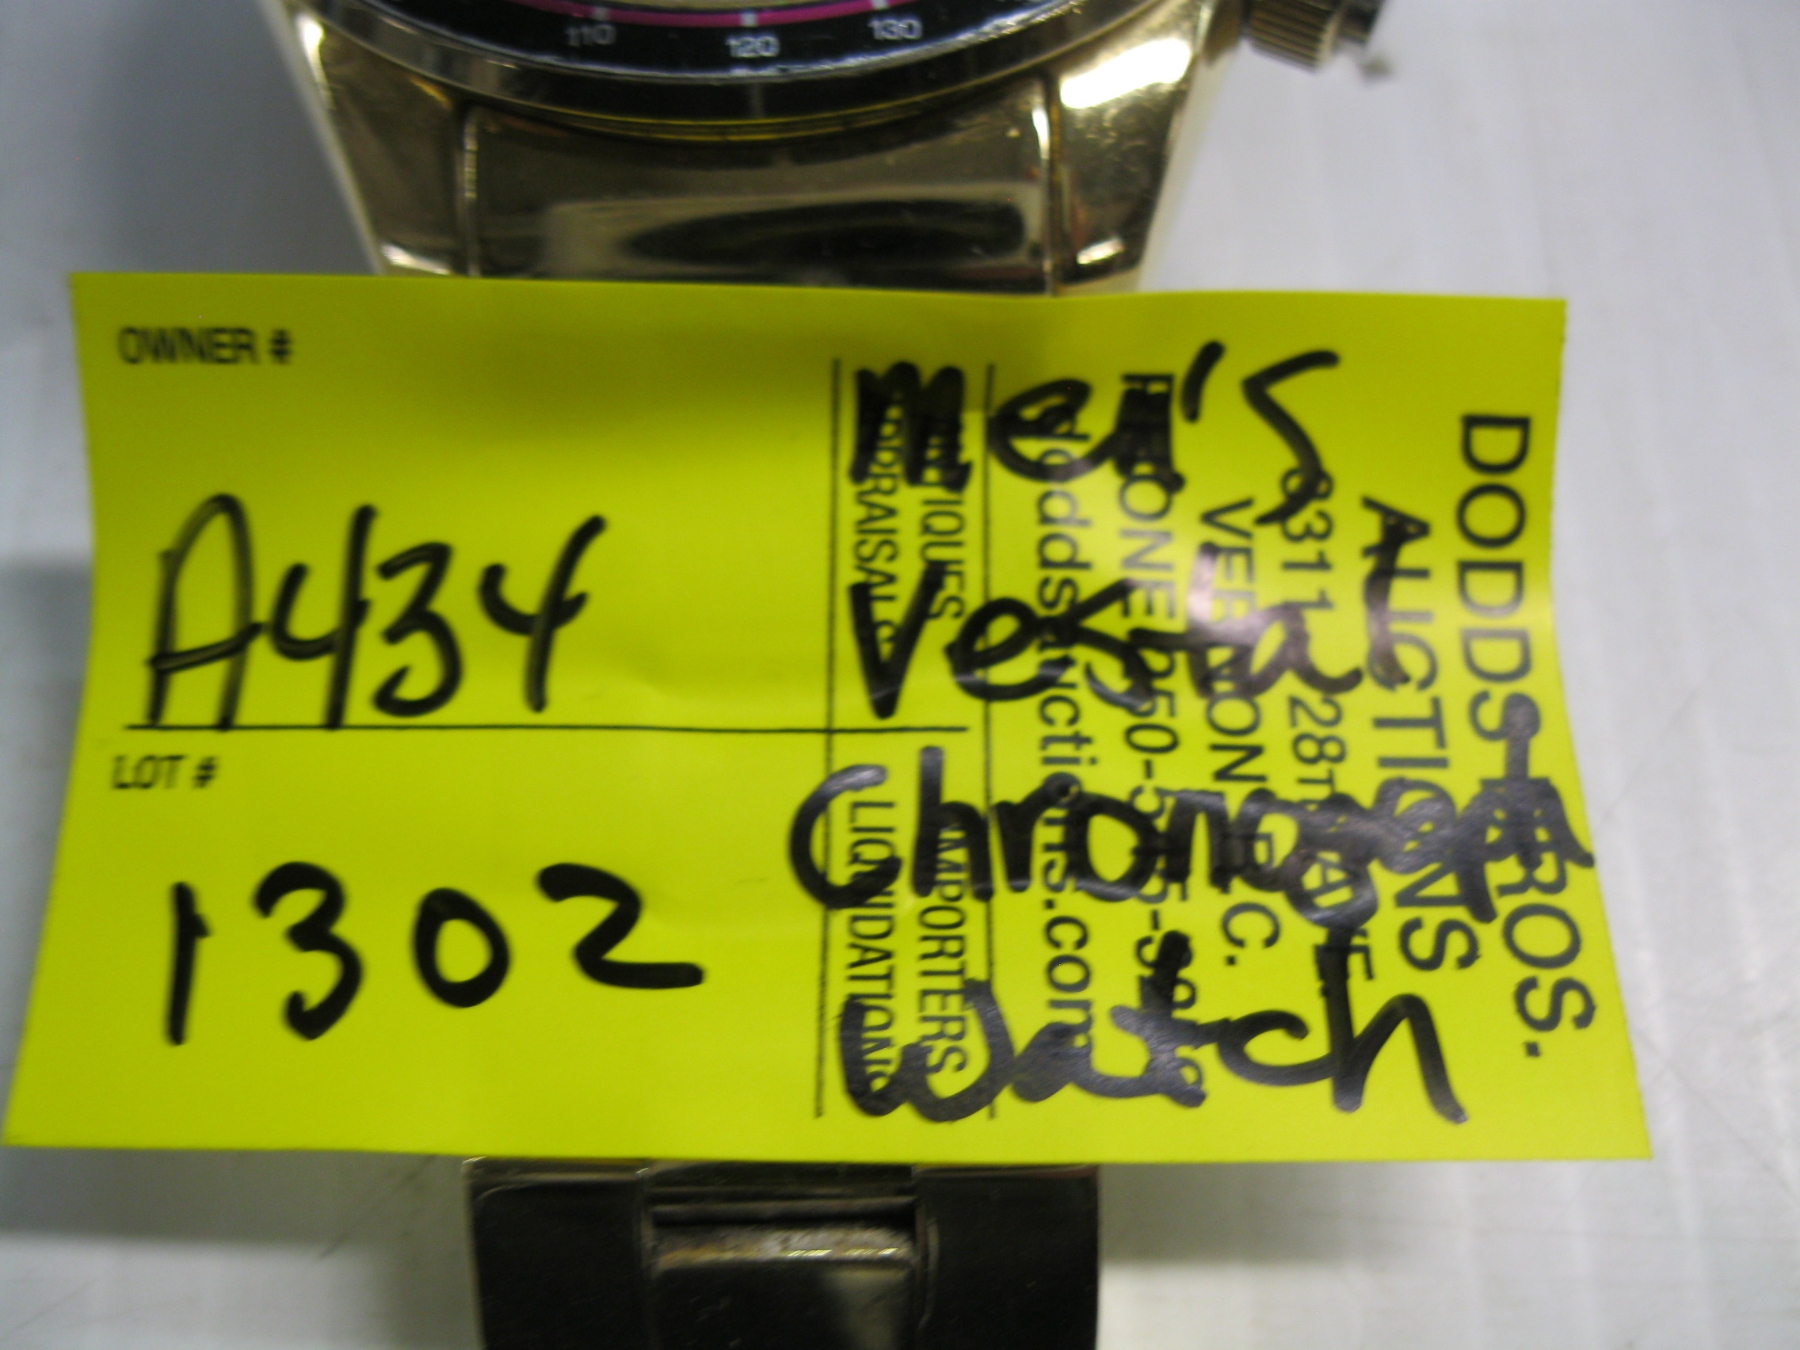 110 120 130
OWNER #
A434
LOT #
1302
men's
Vestal
Watch
DODDS BROS.
AUCTIONS
VERNON B.C.
doddsauctions.com
ANTIQUES
APPRAISALS
IMPORTERS
LIQUIDATIONS